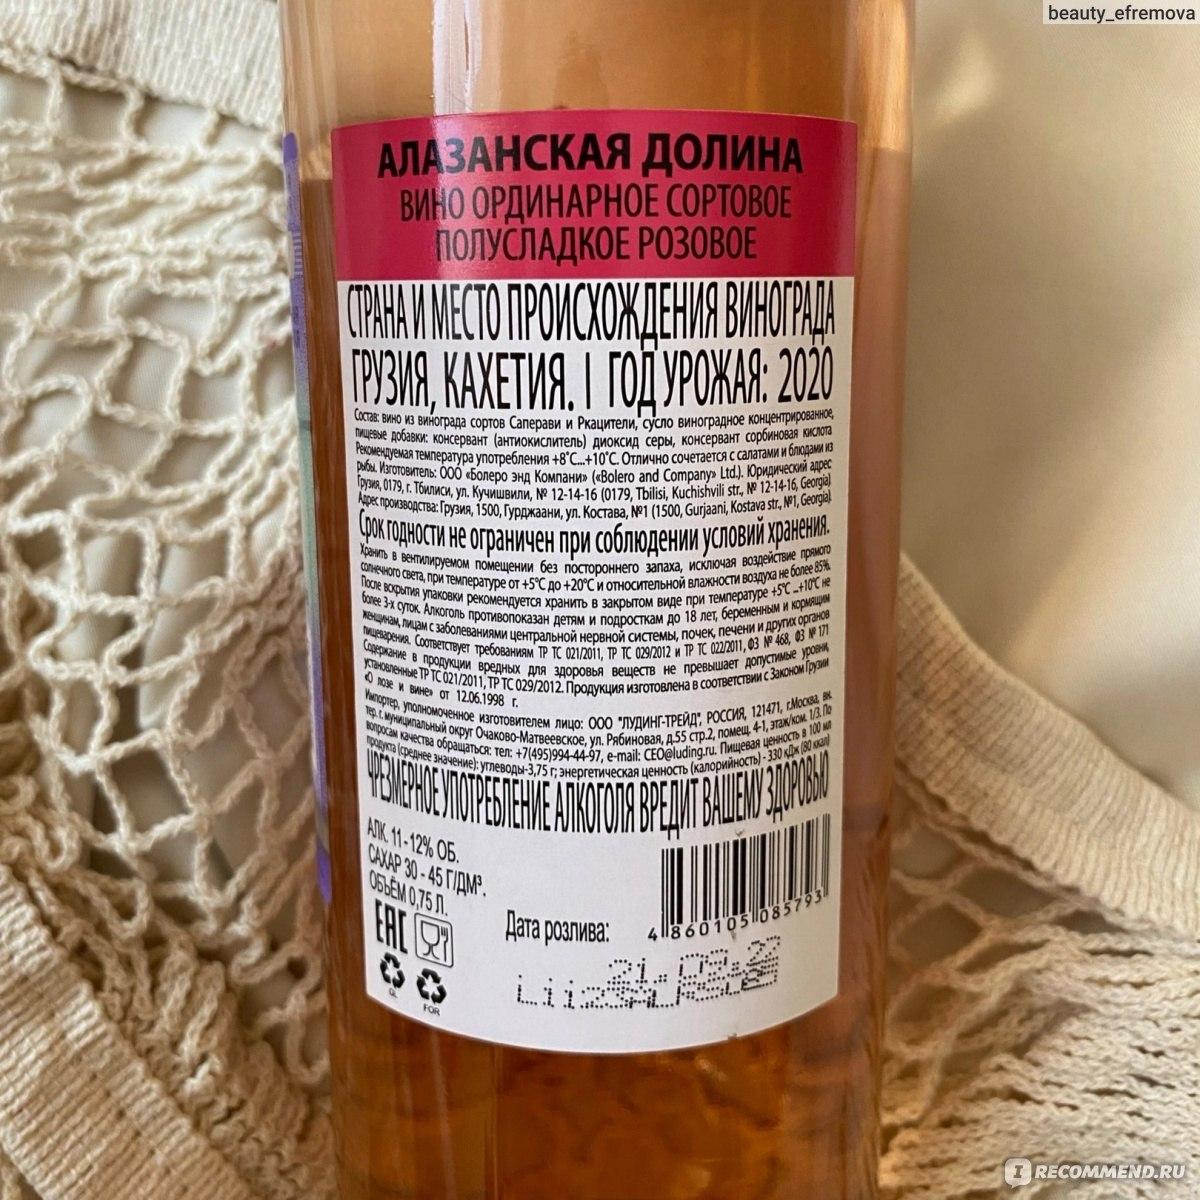 beauty_efremova
АЛАЗАНСКАЯ ДОЛИНА
ВИНО ОРДИНАРНОЕ СОРТОВОЕ
ПОЛУСЛАДКОЕ РОЗОВОЕ
СТРАНА И МЕСТО ПРОИСХОЖДЕНИЯ ВИНОГРАДА
ГРУЗИЯ, КАХЕТИЯ. | ГОД УРОЖАЯ: 2020
Состав: вино из винограда сортов Саперави и Ркацители, сусло виноградное концентрированное,
пищевые добавки: консервант (антиокислитель) диоксид серы, консервант сорбиновая кислота
Рекомендуемая температура употребления +8˚C...+10˚C. Отлично сочетается с салатами и блюдами из
рыбы. Изготовитель: ООО «Болеро энд Компани» («Bolero and Company» Ltd.). Юридический адрес
Грузия, 0179, г. Тбилиси, ул. Кучишвили, № 12-14-16 (0179, Tbilisi, Kuchishvili str., № 12-14-16, Georgia)
Адрес производства: Грузия, 1500, Гурджаани, ул. Костава, №1 (1500, Gurjaani, Kostava str., №1, Georgia).
Срок годности не ограничен при соблюдении условий хранения.
Хранить в вентилируемом помещении без постороннего запаха, исключая воздействие прямого
солнечного света, при температуре от +5˚C до +20˚C и относительной влажности воздуха не более 85%.
После вскрытия упаковки рекомендуется хранить в закрытом виде при температуре +5˚C ...+10˚C не
более 3-х суток. Алкоголь противопоказан детям и подросткам до 18 лет, беременным и кормящим
женщинам, лицам с заболеваниями центральной нервной системы, почек, печени и других органов
пищеварения. Соответствует требованиям ТР ТС 021/2011, ТР ТС 029/2012 и ТР ТС 022/2011, ФЗ № 468, ФЗ № 171
Содержание в продукции вредных для здоровья веществ не превышает допустимые уровни,
установленные ТР ТС 021/2011, ТР ТС 029/2012. Продукция изготовлена в соответствии с Законом Грузии
«О лозе и вине» от 12.06.1998 г.
Импортер, уполномоченное изготовителем лицо: ООО "ЛУДИНГ-ТРЕЙД", РОССИЯ, 121471, г.Москва, вн.
тер. г. муниципальный округ Очаково-Матвеевское, ул. Рябиновая, д.55 стр.2, помещ. 4-1, этаж/ком. 1/3. По
вопросам качества обращаться: тел: +7(495)994-44-97, e-mail: CEO@luding.ru. Пищевая ценность в 100 мл
продукта (среднее значение): углеводы-3,75 г; энергетическая ценность (калорийность) - 330 кДж (80 ккал)
ЧРЕЗМЕРНОЕ УПОТРЕБЛЕНИЕ АЛКОГОЛЯ ВРЕДИТ ВАШЕМУ ЗДОРОВЬЮ
АЛК. 11-12% ОБ.
САХАР 30 - 45 Г/ДМ³.
ОБЪЁМ 0,75 Л.
ЕАС
GL
FOR
Дата розлива:
4 860105 085793
21.09.22
IRECOMMEND.RU